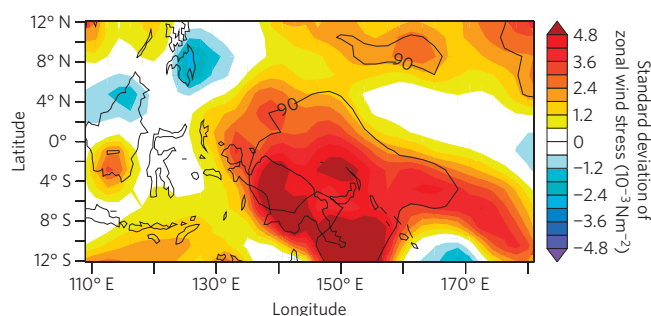 12° N
8° N
4° N
0°
4° S
8° S
12° S
Latitude
110° E
130° E
150° E
170° E
Longitude
90
90
4.8
3.6
2.4
1.2
0
−1.2
−2.4
−3.6
−4.8
Standard deviation of
zonal wind stress (10⁻³ Nm⁻²)